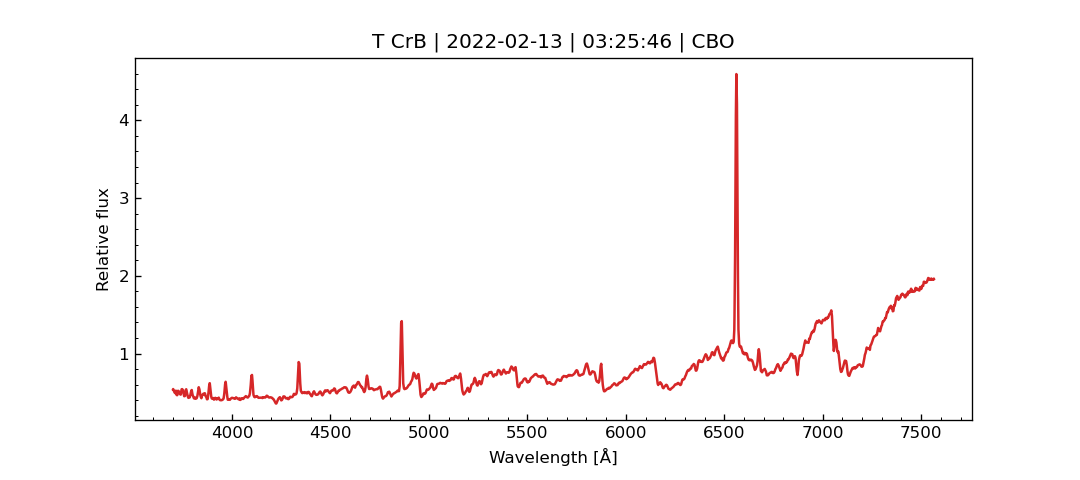 T CrB | 2022-02-13 | 03:25:46 | CBO
Relative flux
4
3
2
1
4000 4500 5000 5500 6000 6500 7000 7500
Wavelength [Å]